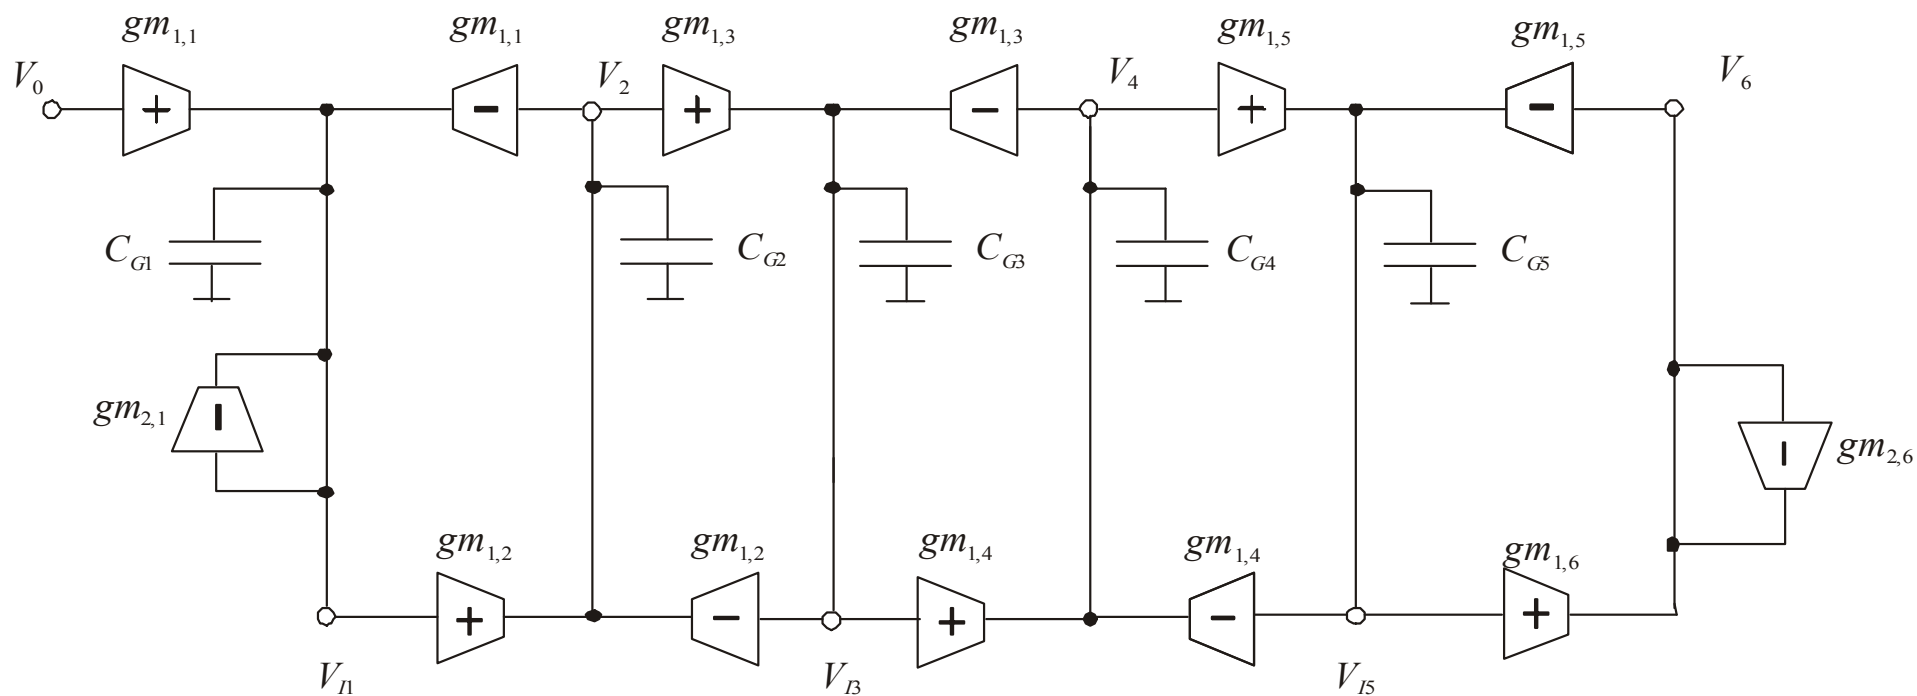 gm1,1 gm1,1 gm1,3 gm1,3 gm1,5 gm1,5
V0 V2 V4 V6
+ - + - + -
CG1 CG2 CG3 CG4 CG5
gm2,1 - - gm2,6
gm1,2 gm1,2 gm1,4 gm1,4 gm1,6
+ - + - +
VI1 VI3 VI5